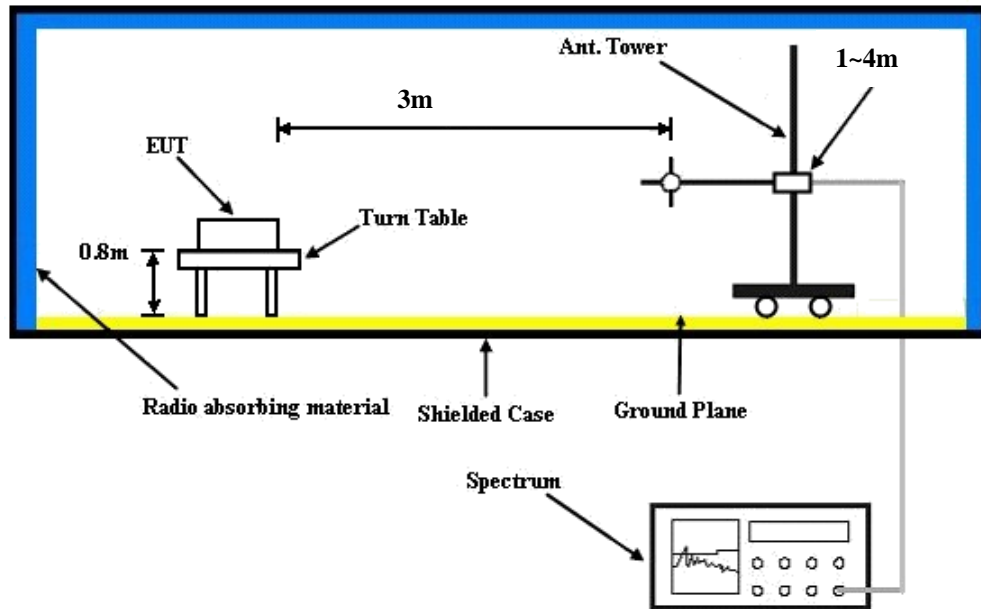 Ant. Tower
1~4m
3m
EUT
Turn Table
0.8m
Radio absorbing material
Shielded Case
Ground Plane
Spectrum